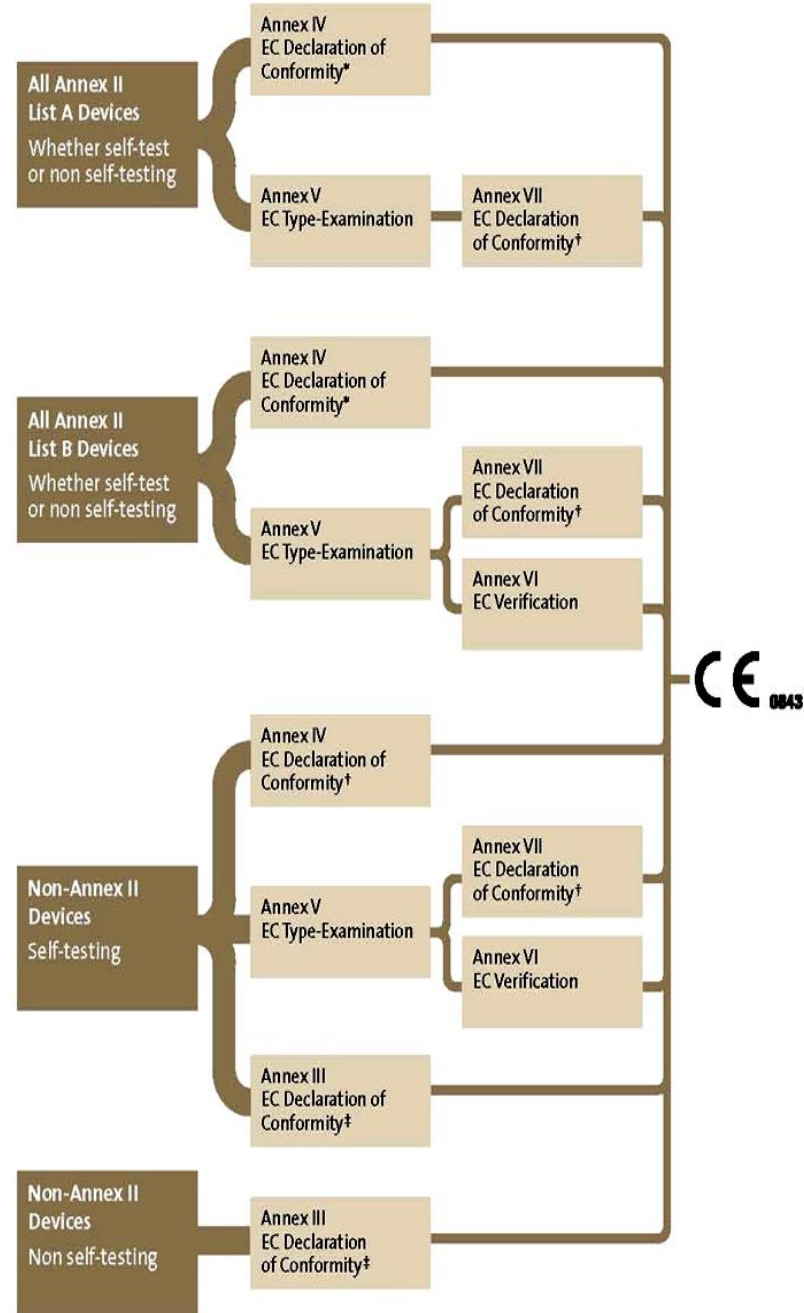 All Annex II
List A Devices
Whether self-test
or non self-testing
Annex IV
EC Declaration of
Conformity*
Annex V
EC Type-Examination
Annex VII
EC Declaration
of Conformity†
All Annex II
List B Devices
Whether self-test
or non self-testing
Annex IV
EC Declaration of
Conformity*
Annex V
EC Type-Examination
Annex VII
EC Declaration
of Conformity†
Annex VI
EC Verification
Non-Annex II
Devices
Self-testing
Annex IV
EC Declaration of
Conformity†
Annex V
EC Type-Examination
Annex VII
EC Declaration
of Conformity†
Annex VI
EC Verification
Annex III
EC Declaration of
Conformity‡
Non-Annex II
Devices
Non self-testing
Annex III
EC Declaration
of Conformity‡
CE 0843